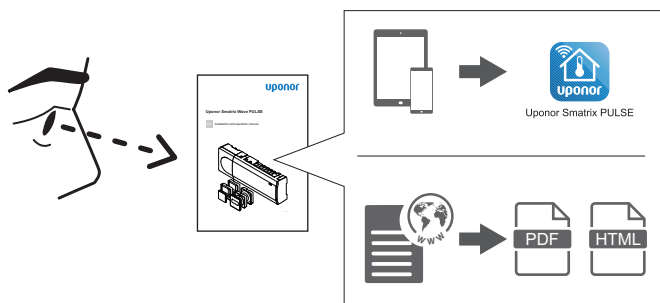 uponor
Uponor Smatrix Wave PULSE
Installation and operation manual
uponor
Uponor Smatrix PULSE
WWW
PDF
HTML